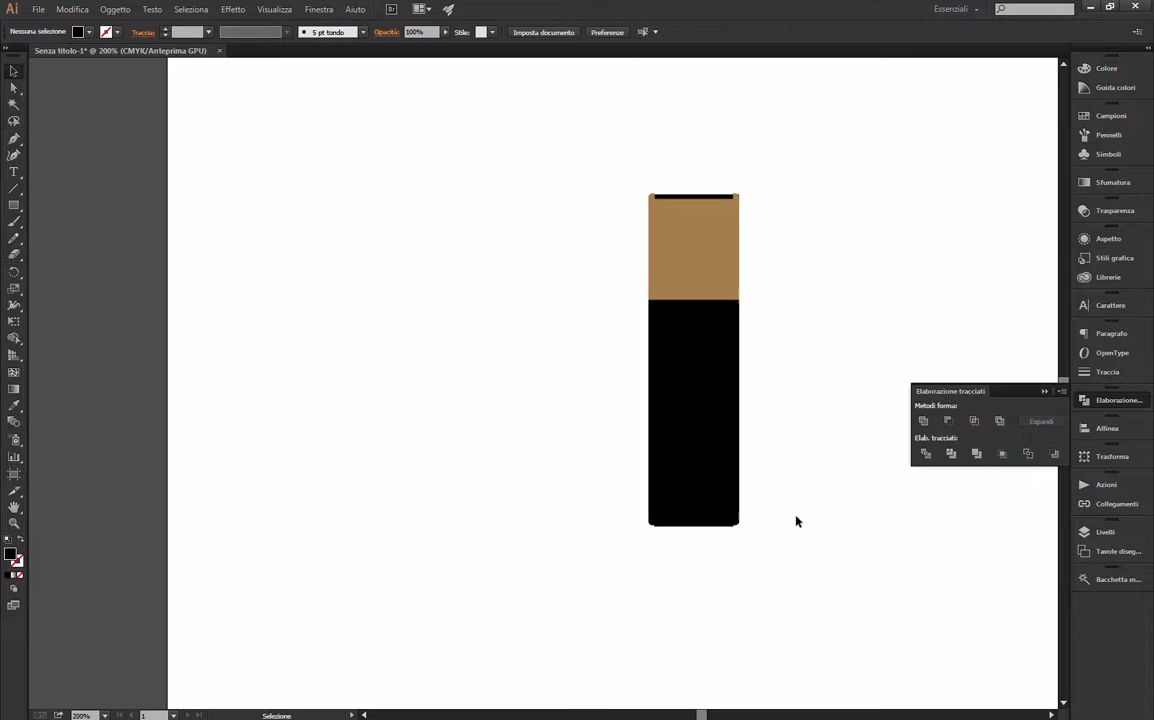 Ai File Modifica Oggetto Testo Selezione Effetto Visualizza Finestra Aiuto Br Essenziali
Nessuna selezione Traccia: 5 pt tondo Opacità: 100% Stile: Imposta documento Preferenze
Senza titolo-1* @ 200% (CMYK/Anteprima GPU) ×
Colore
Guida colori
Campioni
Pennelli
Simboli
Sfumatura
Trasparenza
Aspetto
Stili grafica
Librerie
Carattere
Paragrafo
OpenType
Traccia
Elaborazione...
Allinea
Trasforma
Azioni
Collegamenti
Livelli
Tavole diseg...
Bacchetta m...
Elaborazione tracciati
Metodi forma:
Espandi
Elab. tracciati:
200% 1 Selezione